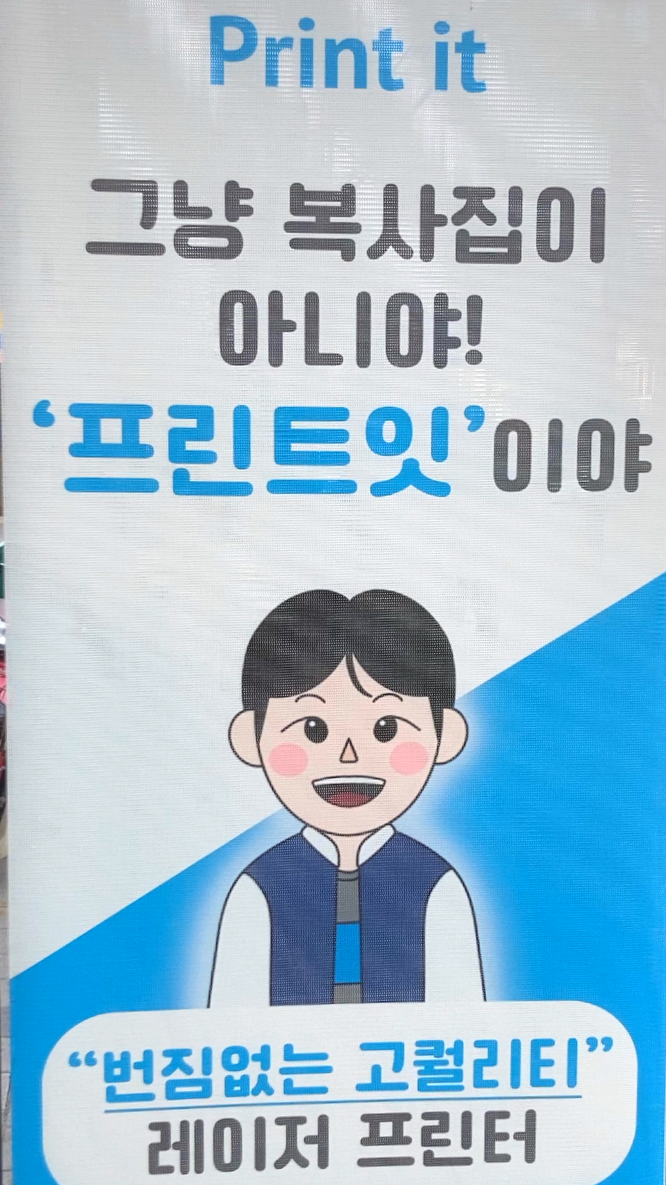 Print it
그냥 복사집이
아니야!
‘프린트잇’이야
“번짐없는 고퀄리티”
레이저 프린터